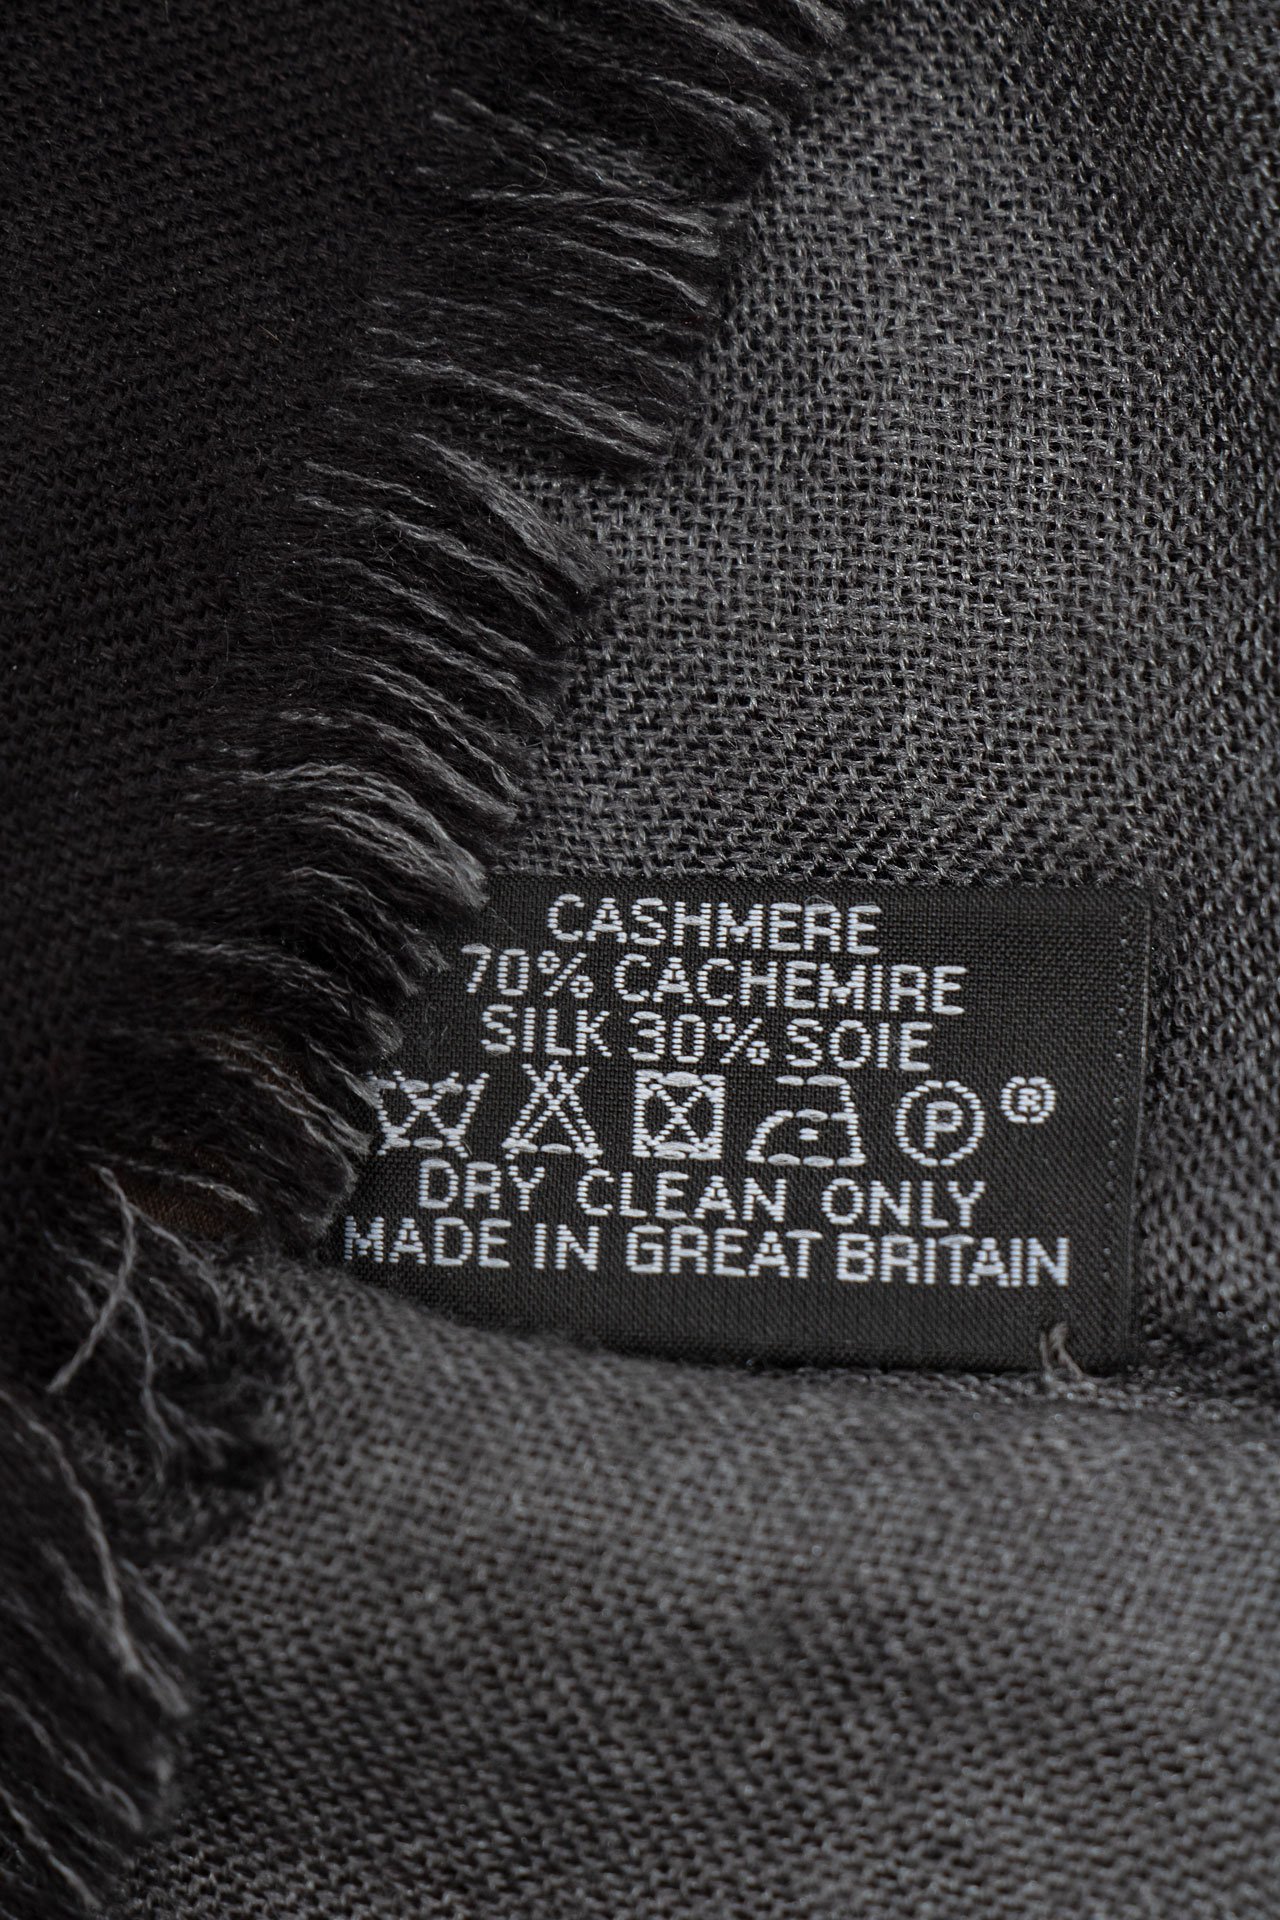 CASHMERE
70% CACHEMIRE
SILK 30% SOIE
P ®
DRY CLEAN ONLY
MADE IN GREAT BRITAIN